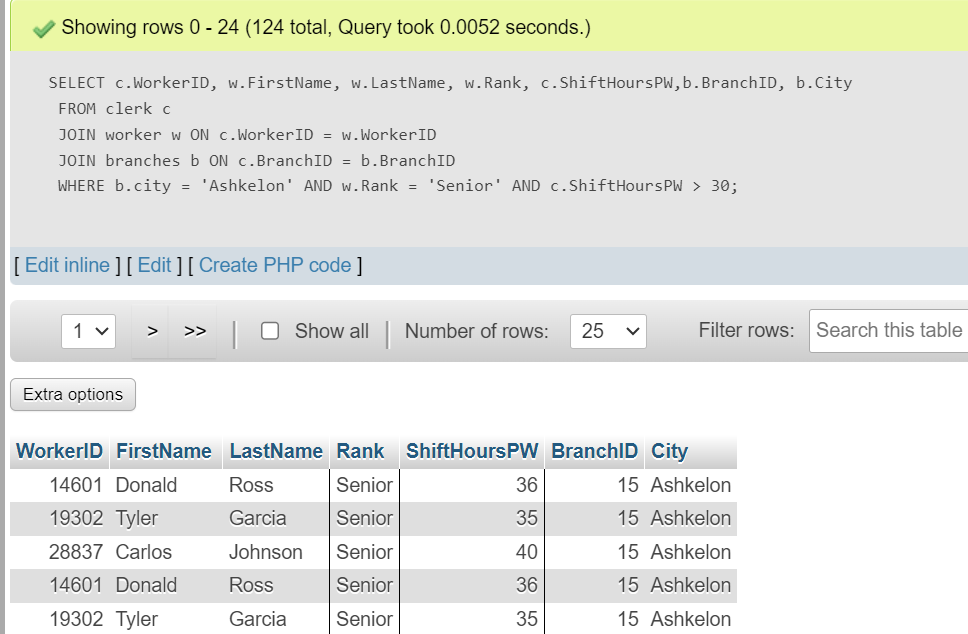 Showing rows 0 - 24 (124 total, Query took 0.0052 seconds.)
SELECT c.WorkerID, w.FirstName, w.LastName, w.Rank, c.ShiftHoursPW,b.BranchID, b.City
FROM clerk c
JOIN worker w ON c.WorkerID = w.WorkerID
JOIN branches b ON c.BranchID = b.BranchID
WHERE b.city = 'Ashkelon' AND w.Rank = 'Senior' AND c.ShiftHoursPW > 30;
[ Edit inline ] [ Edit ] [ Create PHP code ]
1 > >> | Show all | Number of rows: 25 Filter rows: Search this table
Extra options
WorkerID FirstName LastName Rank ShiftHoursPW BranchID City
14601 Donald Ross Senior 36 15 Ashkelon
19302 Tyler Garcia Senior 35 15 Ashkelon
28837 Carlos Johnson Senior 40 15 Ashkelon
14601 Donald Ross Senior 36 15 Ashkelon
19302 Tyler Garcia Senior 35 15 Ashkelon